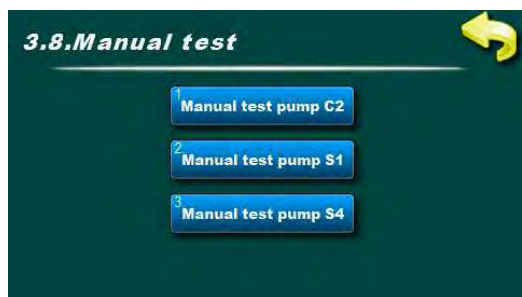 3.8.Manual test
1
Manual test pump C2
2
Manual test pump S1
3
Manual test pump S4